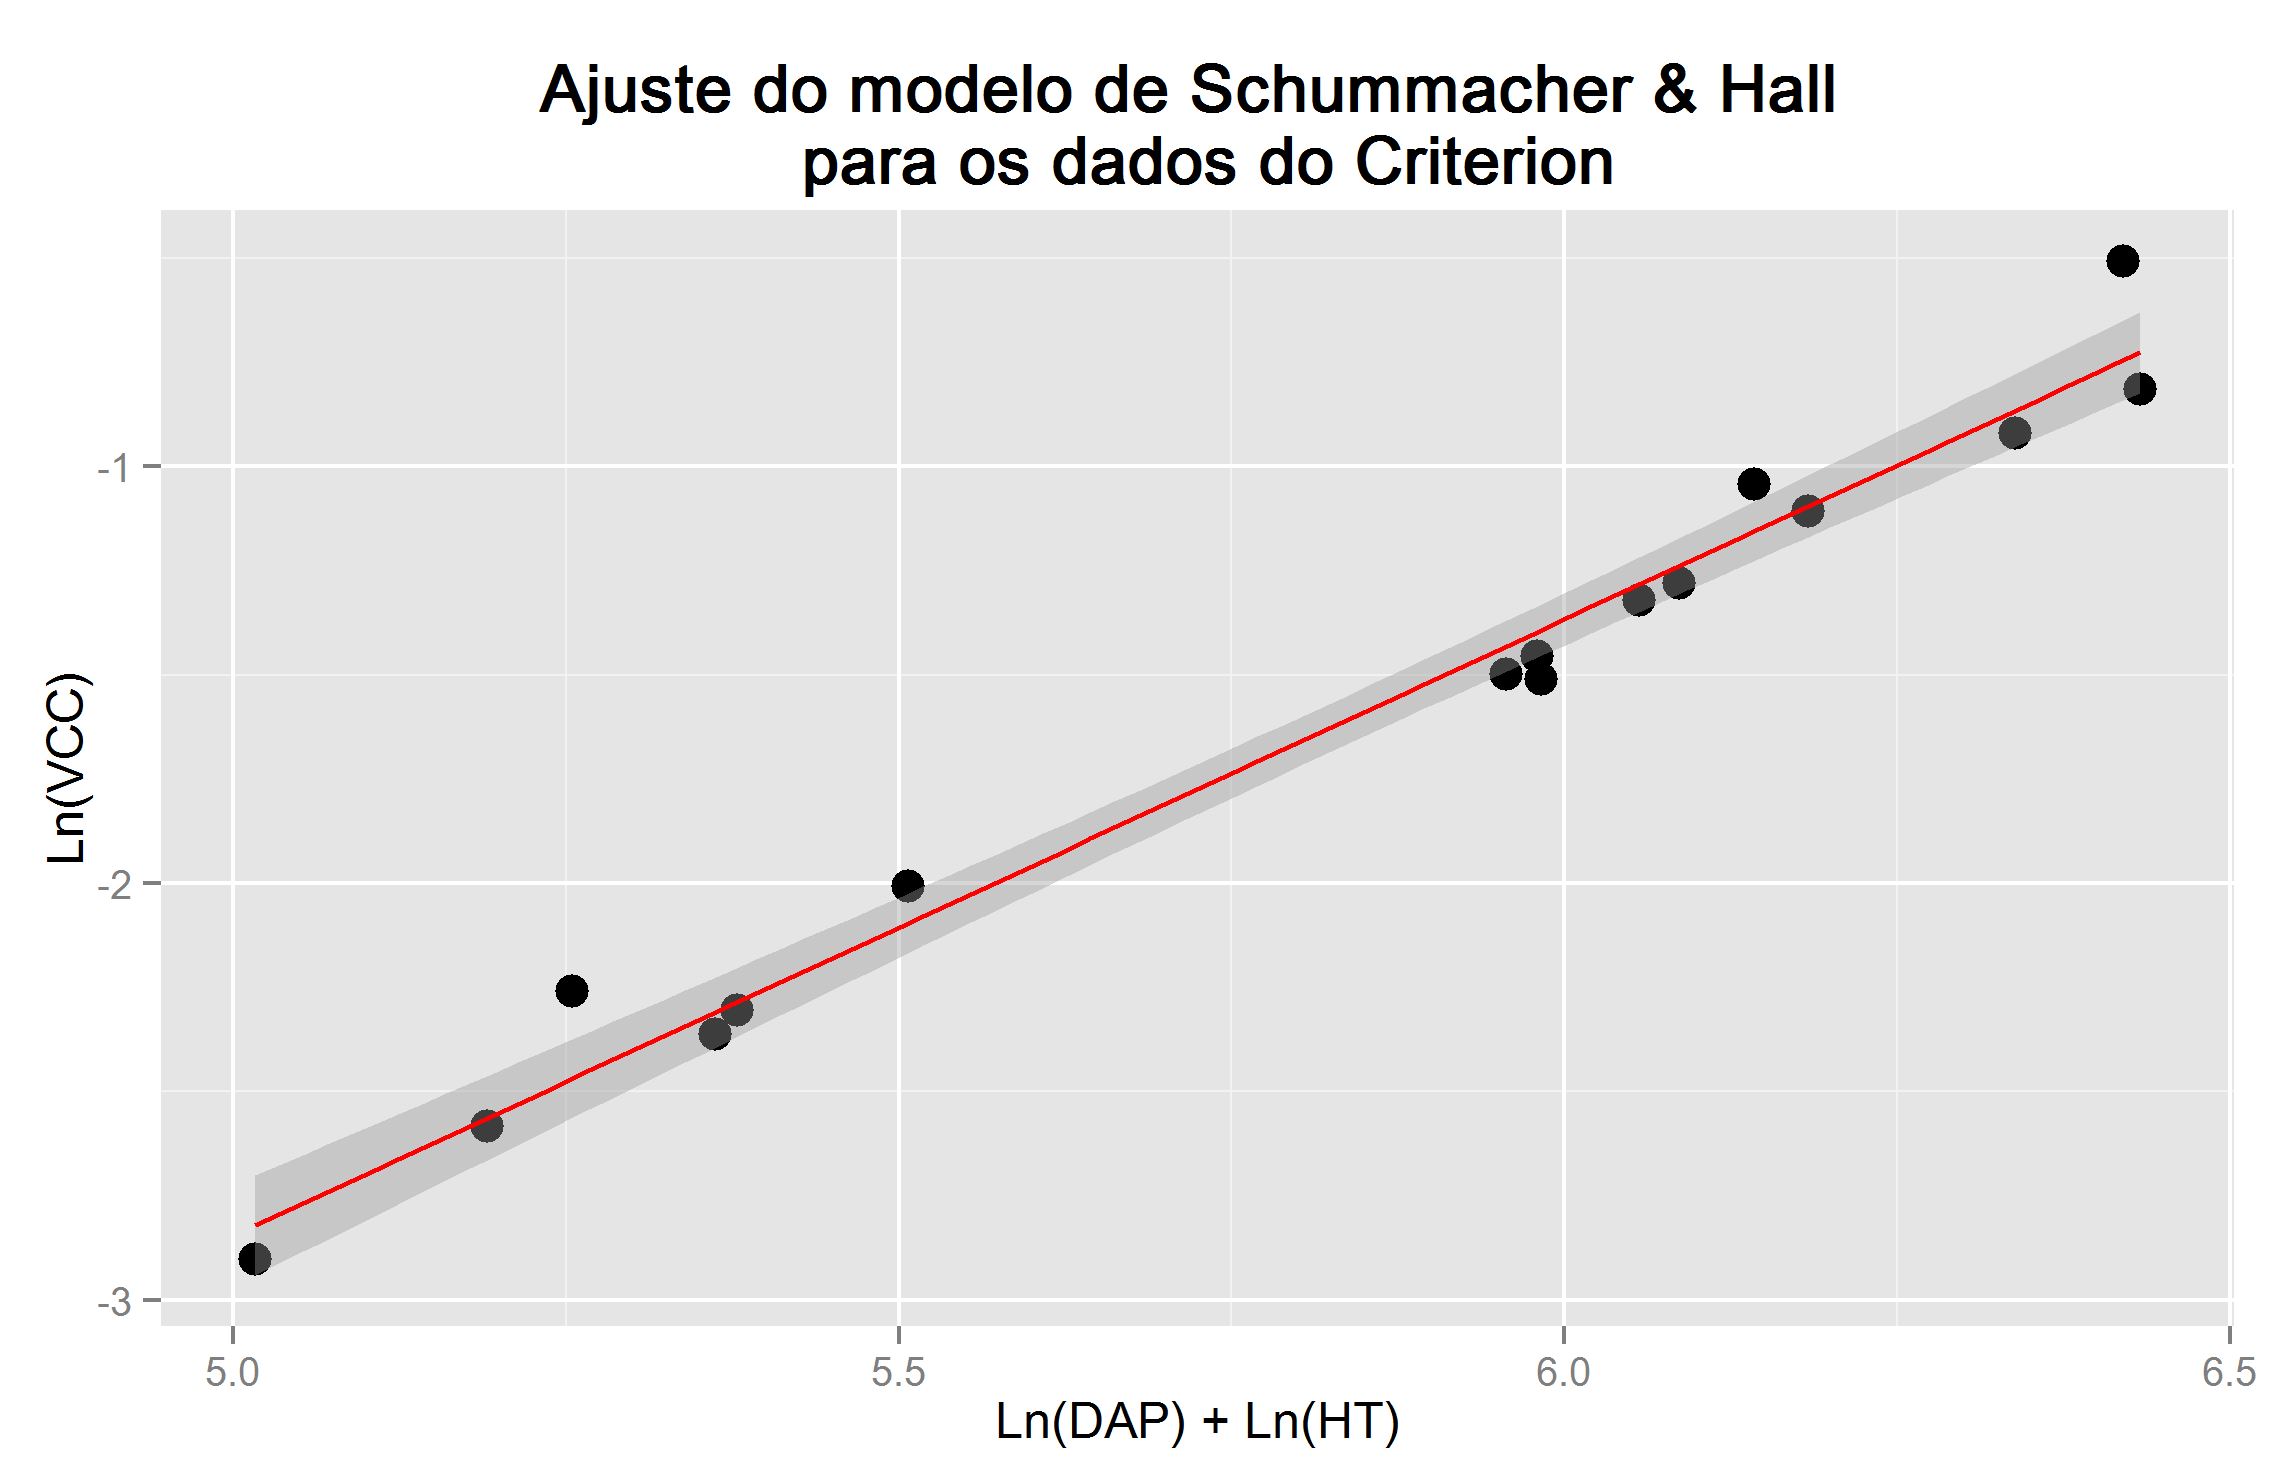 Ajuste do modelo de Schummacher & Hall
para os dados do Criterion
Ln(VCC)
-1
-2
-3
5.0
5.5
6.0
6.5
Ln(DAP) + Ln(HT)